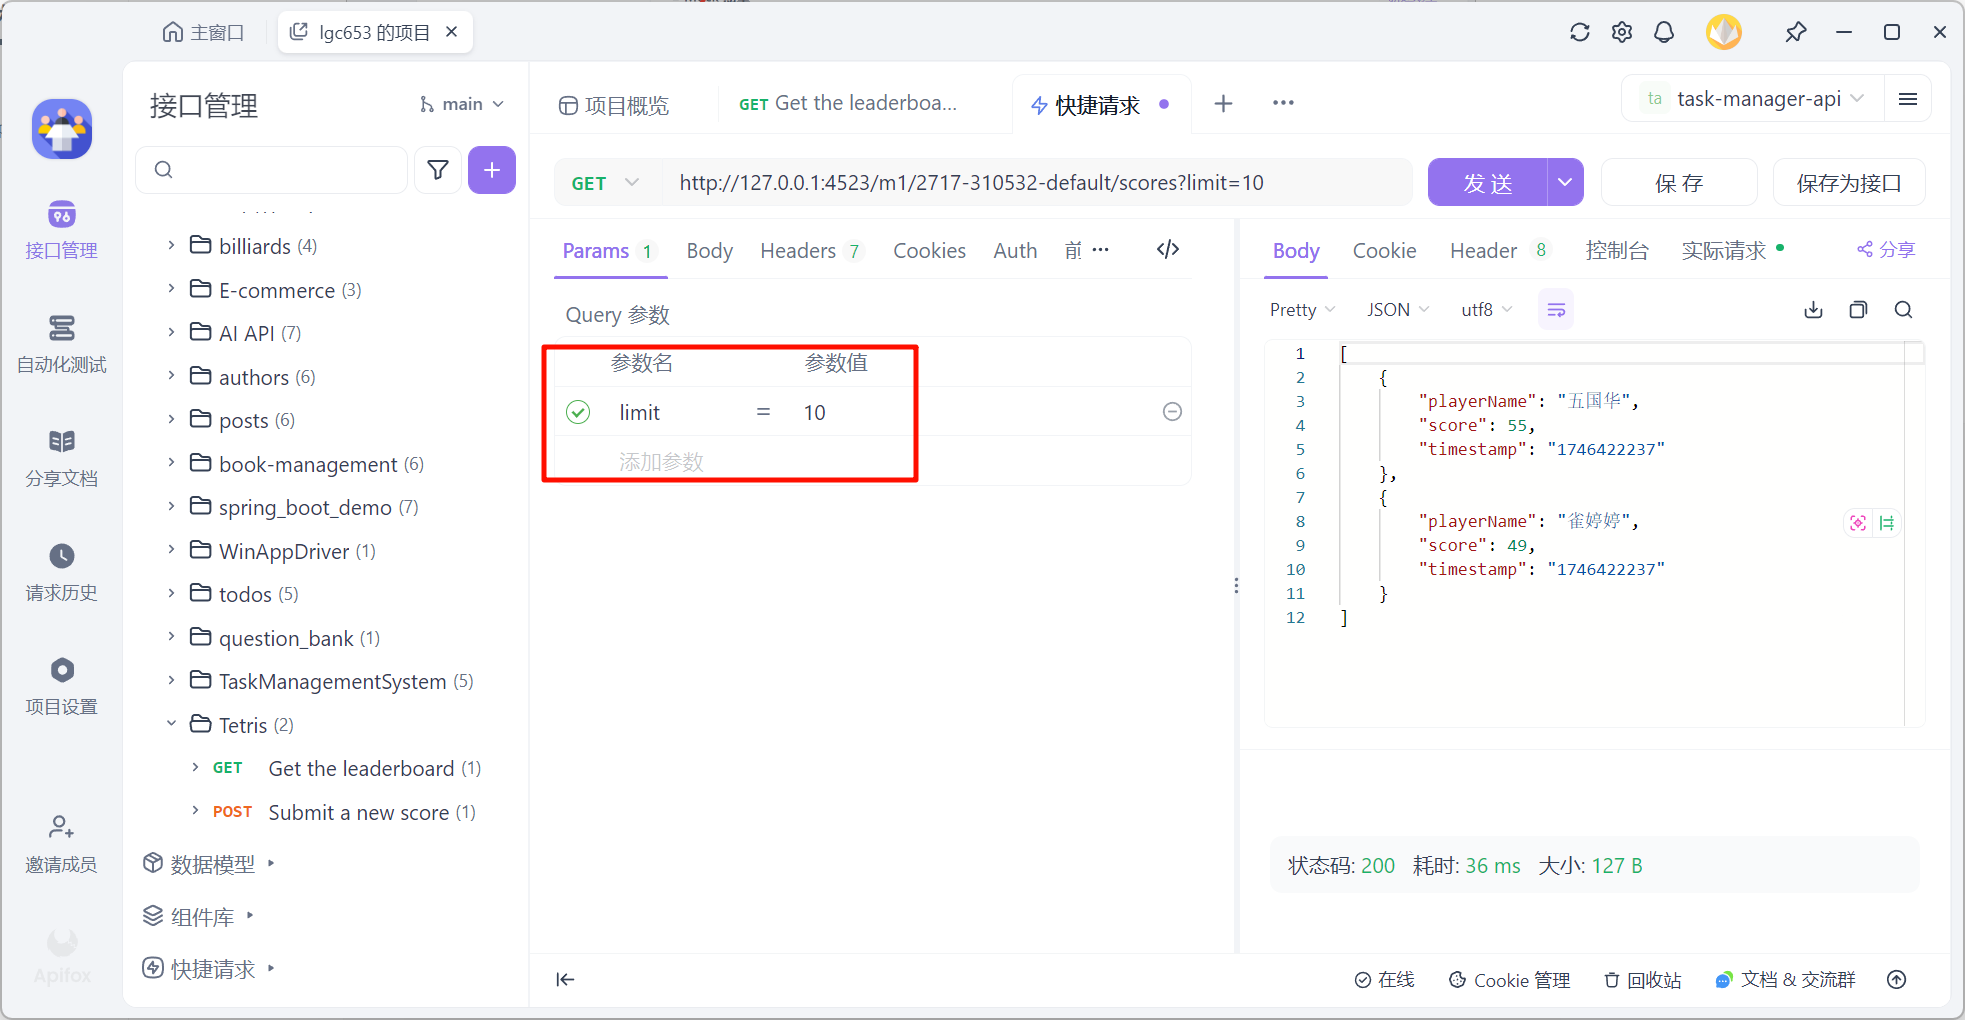 主窗口
lgc653 的项目
接口管理
main
接口管理
自动化测试
分享文档
请求历史
项目设置
邀请成员
Apifox
billiards (4)
E-commerce (3)
AI API (7)
authors (6)
posts (6)
book-management (6)
spring_boot_demo (7)
WinAppDriver (1)
todos (5)
question_bank (1)
TaskManagementSystem (5)
Tetris (2)
GET Get the leaderboard (1)
POST Submit a new score (1)
数据模型
组件库
快捷请求
项目概览
GET Get the leaderboa...
快捷请求
ta task-manager-api
GET http://127.0.0.1:4523/m1/2717-310532-default/scores?limit=10
发 送
保 存
保存为接口
Params 1 Body Headers 7 Cookies Auth 前 ···
Query 参数
参数名 参数值
limit = 10
添加参数
Body Cookie Header 8 控制台 实际请求 分享
Pretty JSON utf8
1 [
2 {
3 "playerName": "五国华",
4 "score": 55,
5 "timestamp": "1746422237"
6 },
7 {
8 "playerName": "雀婷婷",
9 "score": 49,
10 "timestamp": "1746422237"
11 }
12 ]
状态码: 200 耗时: 36 ms 大小: 127 B
在线 Cookie 管理 回收站 文档 & 交流群